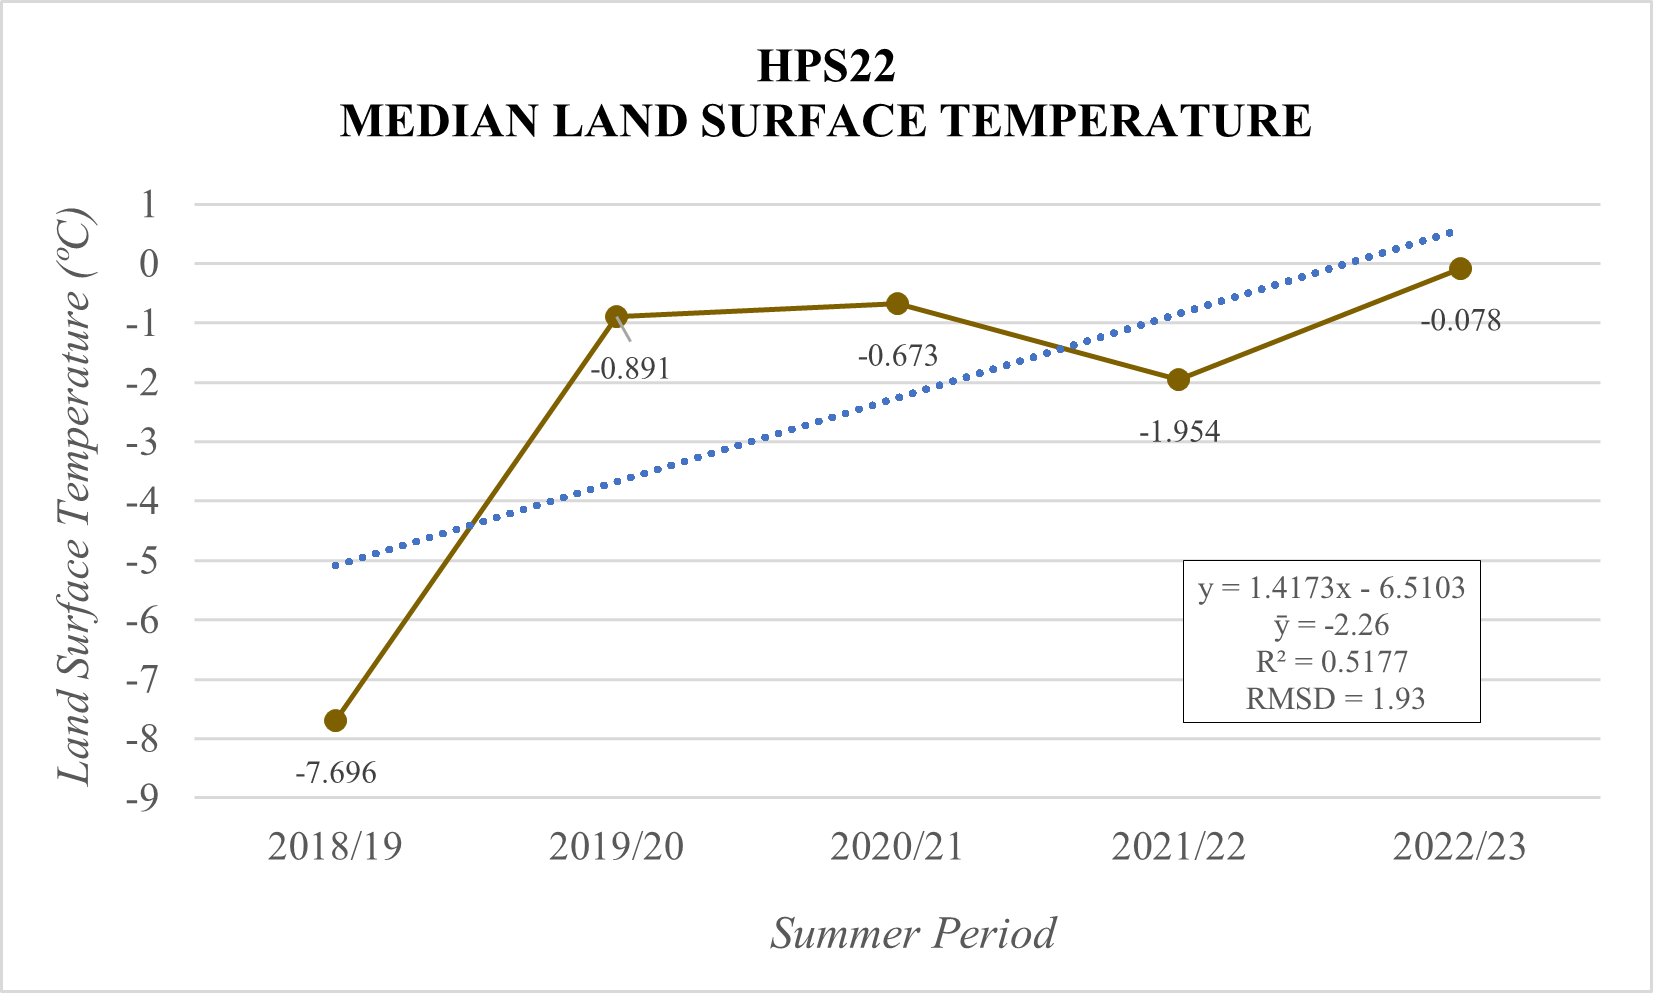 HPS22
MEDIAN LAND SURFACE TEMPERATURE
Land Surface Temperature (ºC)
1
0
-1
-2
-3
-4
-5
-6
-7
-8
-9
-7.696
-0.891
-0.673
-1.954
-0.078
y = 1.4173x - 6.5103
ȳ = -2.26
R² = 0.5177
RMSD = 1.93
2018/19
2019/20
2020/21
2021/22
2022/23
Summer Period